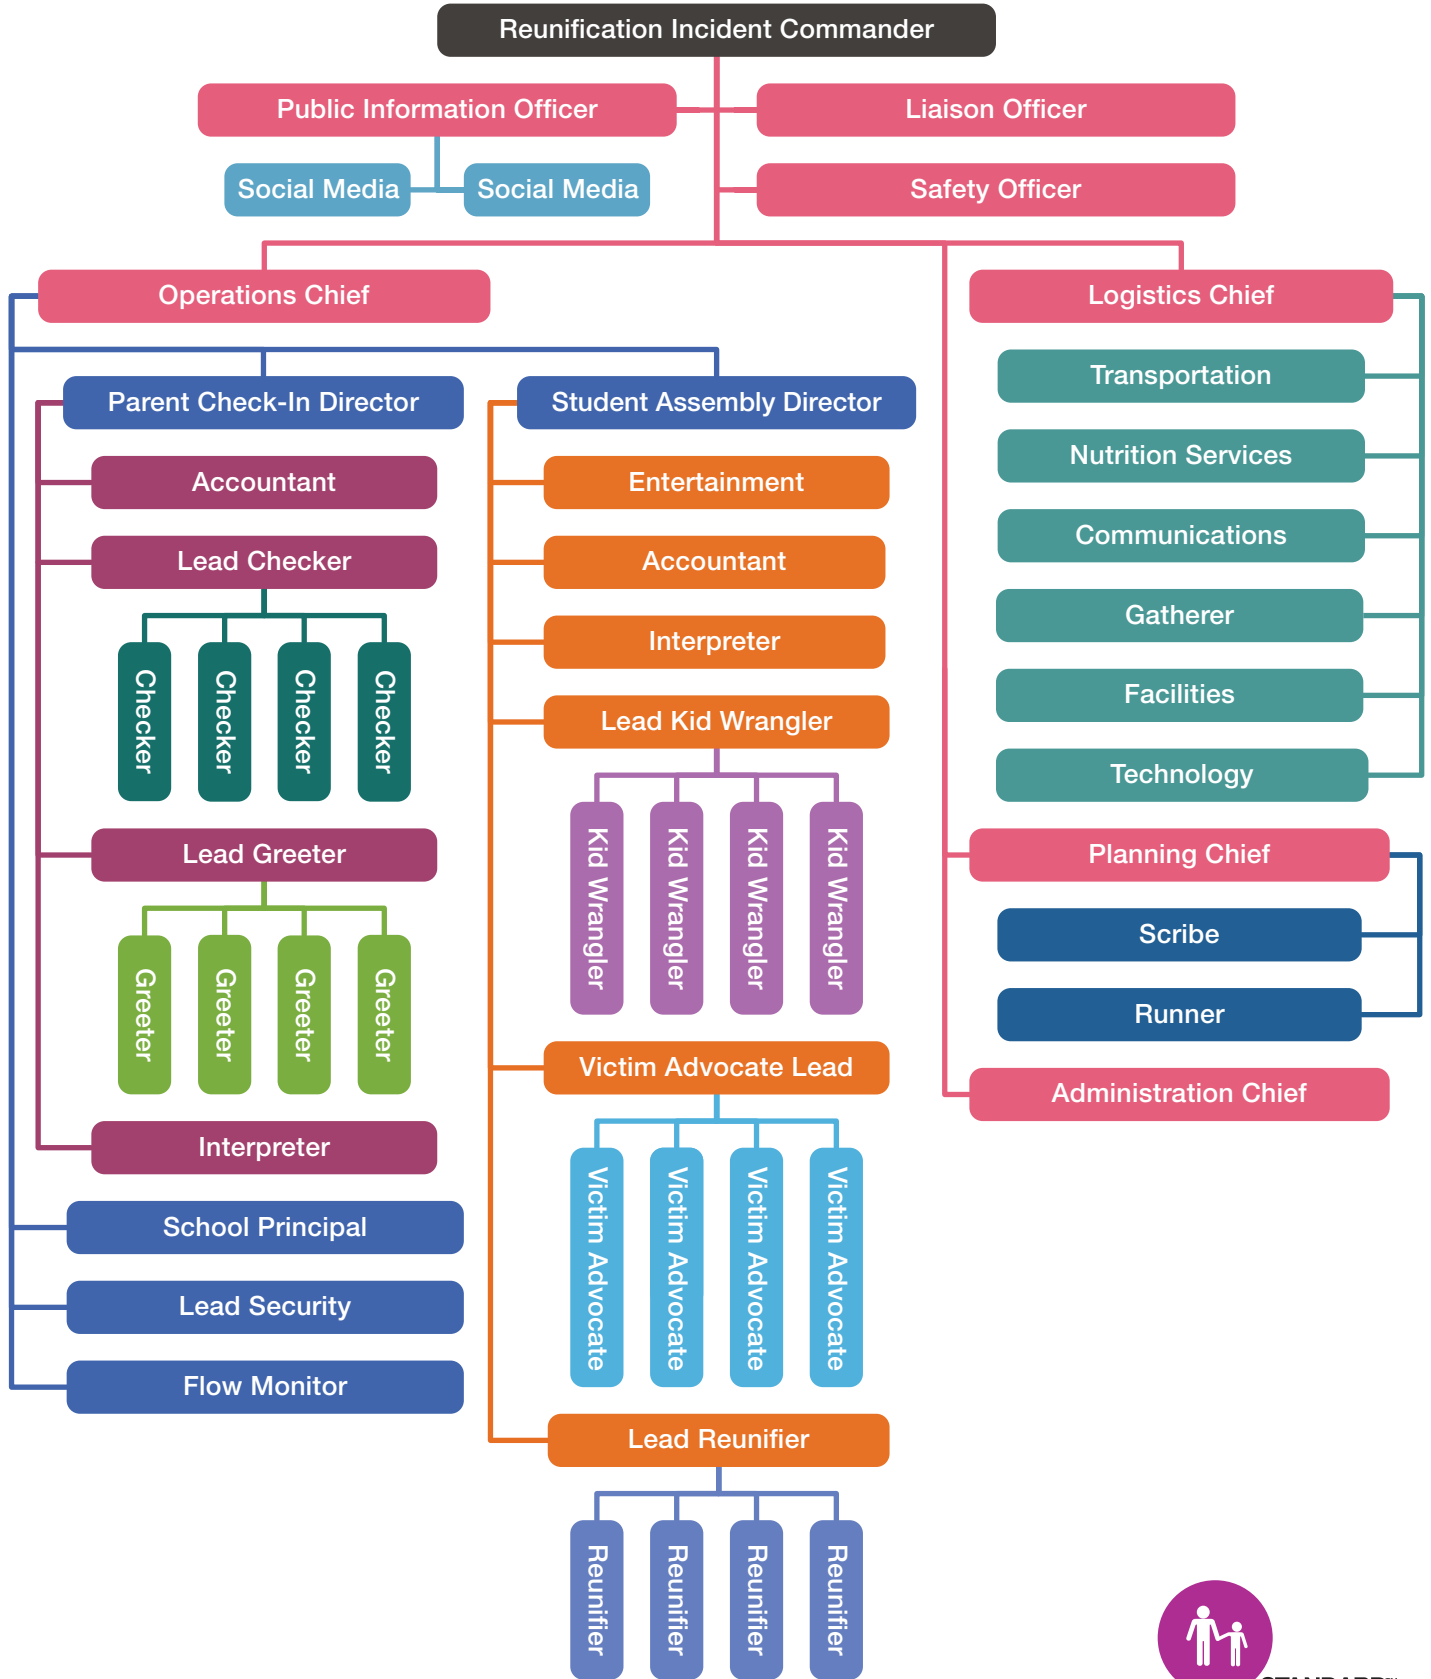 Reunification Incident Commander
Public Information Officer
Liaison Officer
Social Media
Social Media
Safety Officer
Operations Chief
Parent Check-In Director
Accountant
Lead Checker
Checker
Checker
Checker
Checker
Lead Greeter
Greeter
Greeter
Greeter
Greeter
Interpreter
School Principal
Lead Security
Flow Monitor
Student Assembly Director
Entertainment
Accountant
Interpreter
Lead Kid Wrangler
Kid Wrangler
Kid Wrangler
Kid Wrangler
Kid Wrangler
Victim Advocate Lead
Victim Advocate
Victim Advocate
Victim Advocate
Victim Advocate
Lead Reunifier
Reunifier
Reunifier
Reunifier
Reunifier
Logistics Chief
Transportation
Nutrition Services
Communications
Gatherer
Facilities
Technology
Planning Chief
Scribe
Runner
Administration Chief